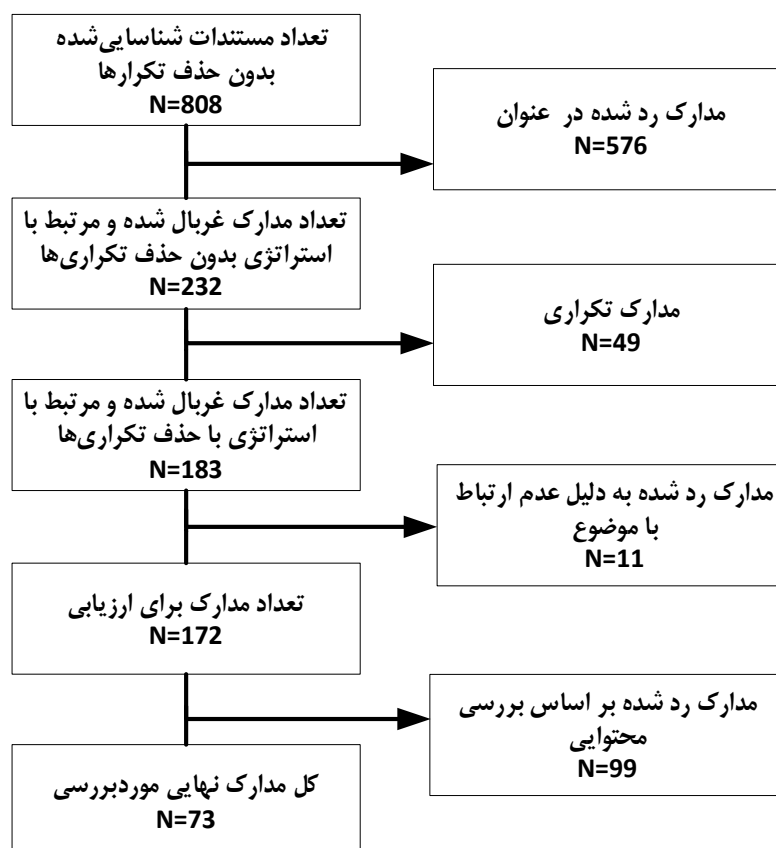 تعداد مستندات شناسایی‌شده
بدون حذف تکرارها
N=808
مدارک رد شده در عنوان
N=576
تعداد مدارک غربال شده و مرتبط با
استراتژی بدون حذف تکراری‌ها
N=232
مدارک تکراری
N=49
تعداد مدارک غربال شده و مرتبط با
استراتژی با حذف تکراری‌ها
N=183
مدارک رد شده به دلیل عدم ارتباط
با موضوع
N=11
تعداد مدارک برای ارزیابی
N=172
مدارک رد شده بر اساس بررسی
محتوایی
N=99
کل مدارک نهایی موردبررسی
N=73